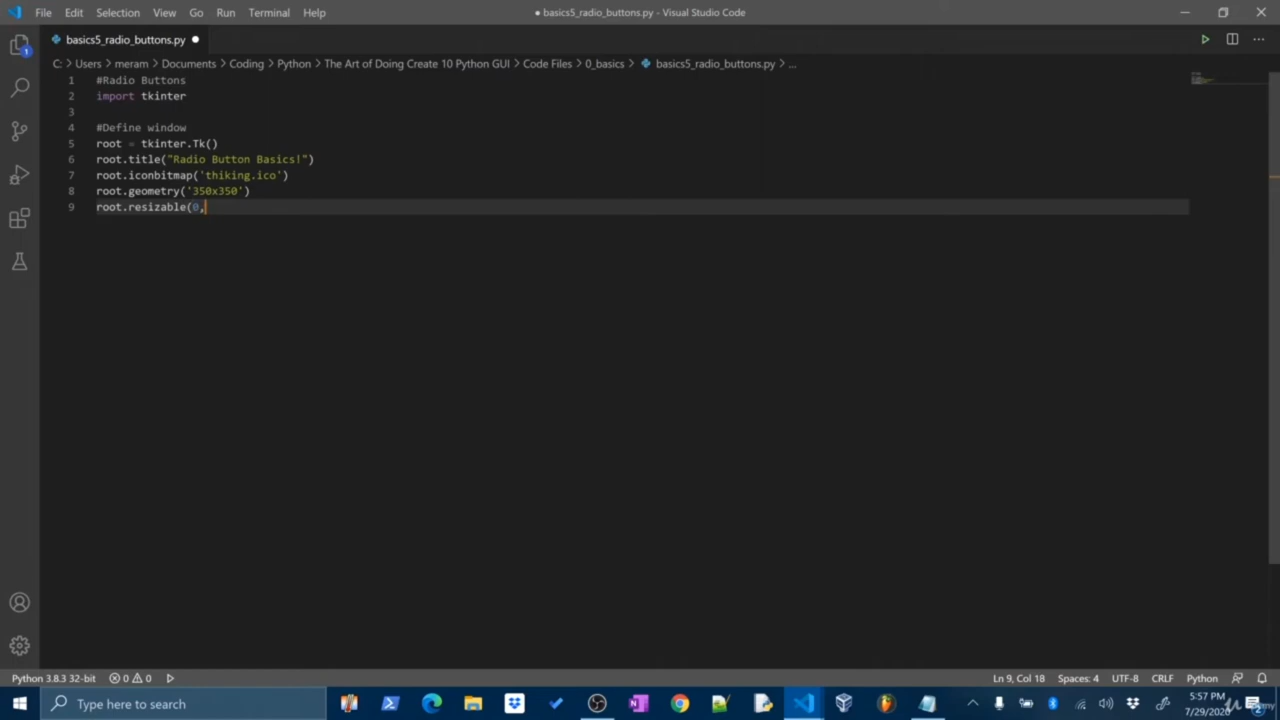 File Edit Selection View Go Run Terminal Help
● basics5_radio_buttons.py - Visual Studio Code
1
basics5_radio_buttons.py ●
C: > Users > meram > Documents > Coding > Python > The Art of Doing Create 10 Python GUI > Code Files > 0_basics > basics5_radio_buttons.py > ...
1 #Radio Buttons
2 import tkinter
3
4 #Define window
5 root = tkinter.Tk()
6 root.title("Radio Button Basics!")
7 root.iconbitmap('thiking.ico')
8 root.geometry('350x350')
9 root.resizable(0,
Python 3.8.3 32-bit 0 0 Ln 9, Col 18 Spaces: 4 UTF-8 CRLF Python
Type here to search
5:57 PM
7/29/2020
2